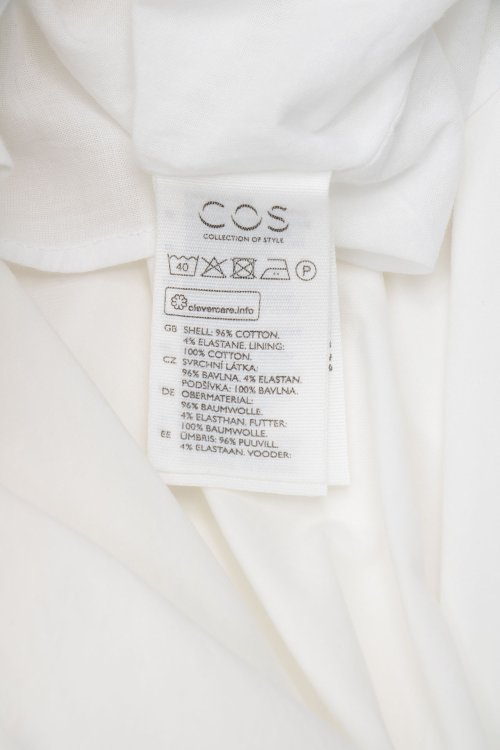 COS
COLLECTION OF STYLE
40 P
clevercare.info
GB SHELL: 96% COTTON.
4% ELASTANE. LINING:
100% COTTON.
CZ SVRCHNÍ LÁTKA:
96% BAVLNA. 4% ELASTAN.
PODŠÍVKA: 100% BAVLNA.
DE OBERMATERIAL:
96% BAUMWOLLE.
4% ELASTHAN. FUTTER:
100% BAUMWOLLE.
EE ÜMBRIS: 96% PUUVILL.
4% ELASTAAN. VOODER: